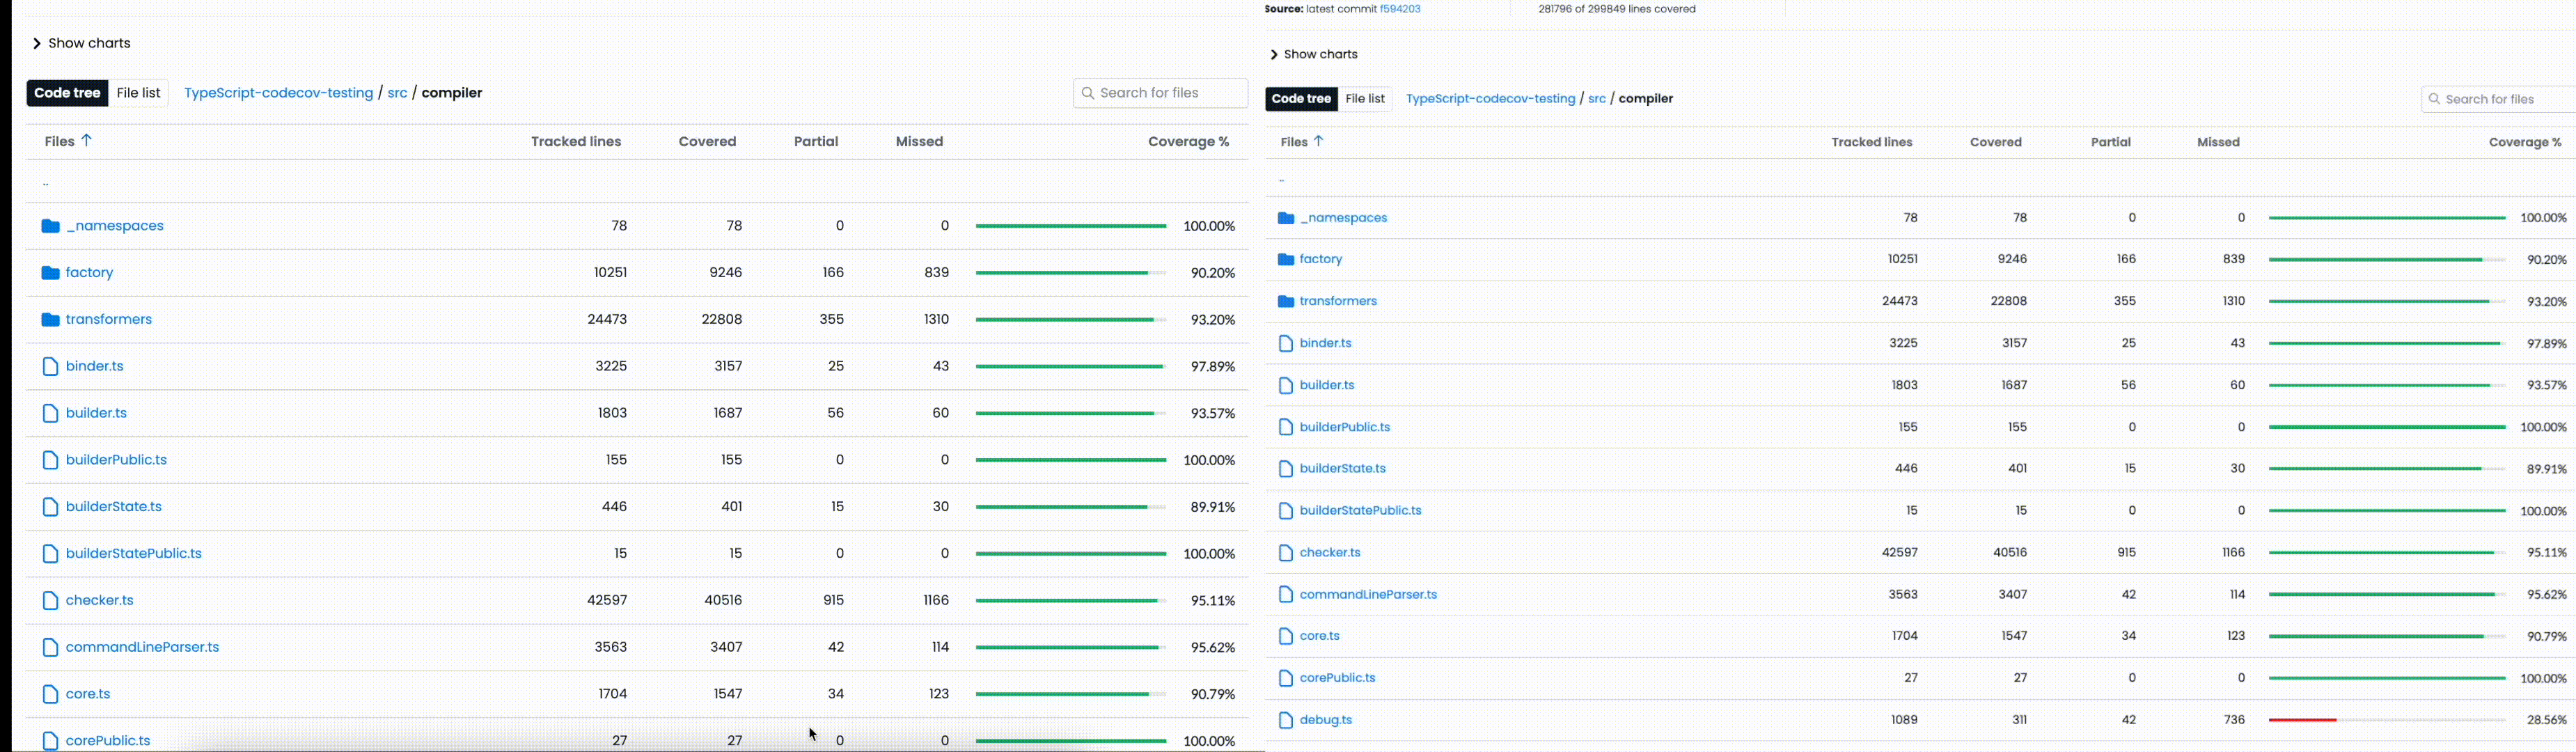 Show charts
Code tree File list TypeScript-codecov-testing / src / compiler Search for files
Files ↑ Tracked lines Covered Partial Missed Coverage %
..
_namespaces 78 78 0 0 100.00%
factory 10251 9246 166 839 90.20%
transformers 24473 22808 355 1310 93.20%
binder.ts 3225 3157 25 43 97.89%
builder.ts 1803 1687 56 60 93.57%
builderPublic.ts 155 155 0 0 100.00%
builderState.ts 446 401 15 30 89.91%
builderStatePublic.ts 15 15 0 0 100.00%
checker.ts 42597 40516 915 1166 95.11%
commandLineParser.ts 3563 3407 42 114 95.62%
core.ts 1704 1547 34 123 90.79%
corePublic.ts 27 27 0 0 100.00%
Source: latest commit f594203 281796 of 299849 lines covered
Show charts
Code tree File list TypeScript-codecov-testing / src / compiler Search for files
Files ↑ Tracked lines Covered Partial Missed Coverage %
..
_namespaces 78 78 0 0 100.00%
factory 10251 9246 166 839 90.20%
transformers 24473 22808 355 1310 93.20%
binder.ts 3225 3157 25 43 97.89%
builder.ts 1803 1687 56 60 93.57%
builderPublic.ts 155 155 0 0 100.00%
builderState.ts 446 401 15 30 89.91%
builderStatePublic.ts 15 15 0 0 100.00%
checker.ts 42597 40516 915 1166 95.11%
commandLineParser.ts 3563 3407 42 114 95.62%
core.ts 1704 1547 34 123 90.79%
corePublic.ts 27 27 0 0 100.00%
debug.ts 1089 311 42 736 28.56%